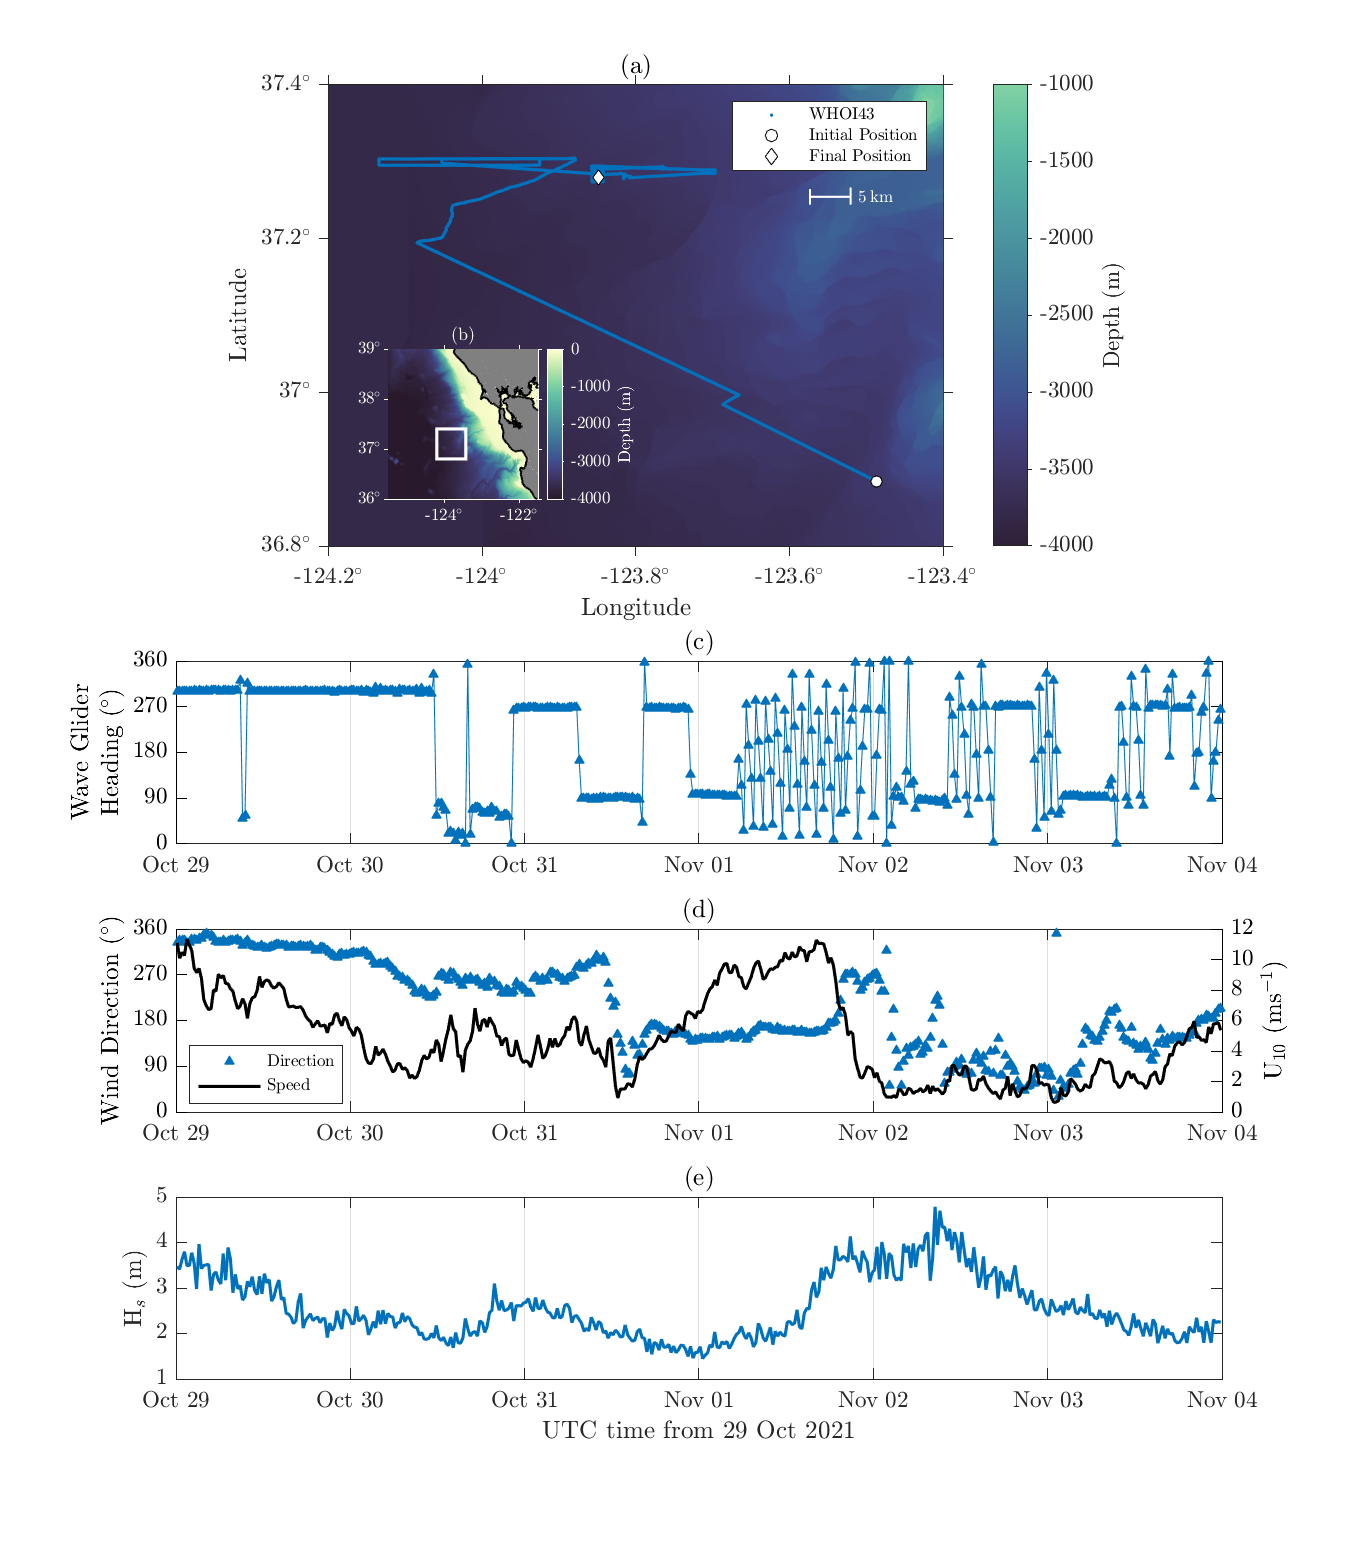 (a)
37.4°
37.2°
37°
36.8°
Latitude
-124.2°
-124°
-123.8°
-123.6°
-123.4°
Longitude
WHOI43
Initial Position
Final Position
5 km
-1000
-1500
-2000
-2500
-3000
-3500
-4000
Depth (m)
(b)
39°
38°
37°
36°
-124°
-122°
0
-1000
-2000
-3000
-4000
Depth (m)
(c)
Wave Glider
Heading (°)
360
270
180
90
0
Oct 29
Oct 30
Oct 31
Nov 01
Nov 02
Nov 03
Nov 04
(d)
Wind Direction (°)
360
270
180
90
0
Direction
Speed
12
10
8
6
4
2
0
U₁₀ (ms⁻¹)
Oct 29
Oct 30
Oct 31
Nov 01
Nov 02
Nov 03
Nov 04
(e)
Hₛ (m)
5
4
3
2
1
Oct 29
Oct 30
Oct 31
Nov 01
Nov 02
Nov 03
Nov 04
UTC time from 29 Oct 2021